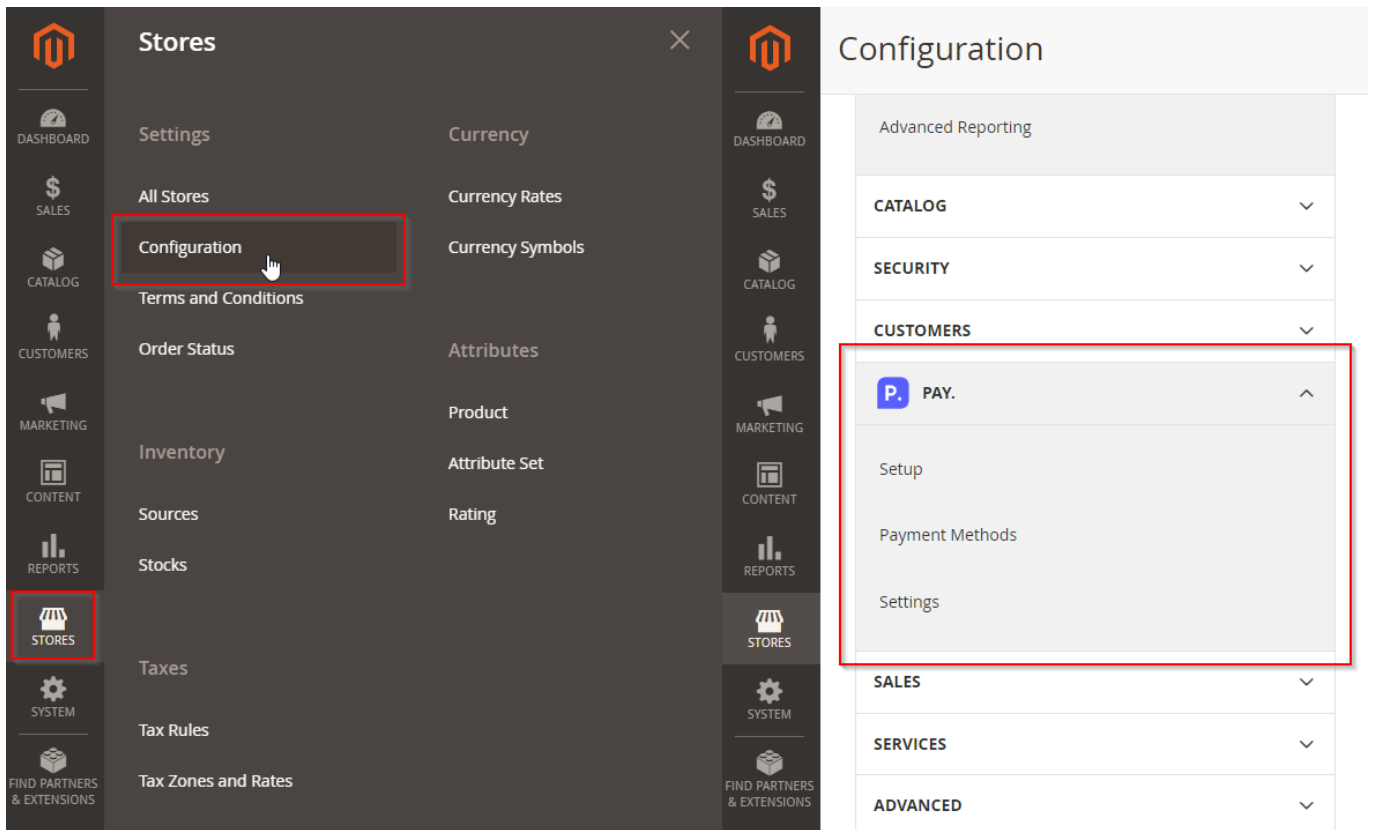 Stores
DASHBOARD
SALES
CATALOG
CUSTOMERS
MARKETING
CONTENT
REPORTS
STORES
SYSTEM
FIND PARTNERS
& EXTENSIONS
Settings
All Stores
Configuration
Terms and Conditions
Order Status
Inventory
Sources
Stocks
Taxes
Tax Rules
Tax Zones and Rates
Currency
Currency Rates
Currency Symbols
Attributes
Product
Attribute Set
Rating
DASHBOARD
SALES
CATALOG
CUSTOMERS
MARKETING
CONTENT
REPORTS
STORES
SYSTEM
FIND PARTNERS
& EXTENSIONS
Configuration
Advanced Reporting
CATALOG
SECURITY
CUSTOMERS
P. PAY.
Setup
Payment Methods
Settings
SALES
SERVICES
ADVANCED